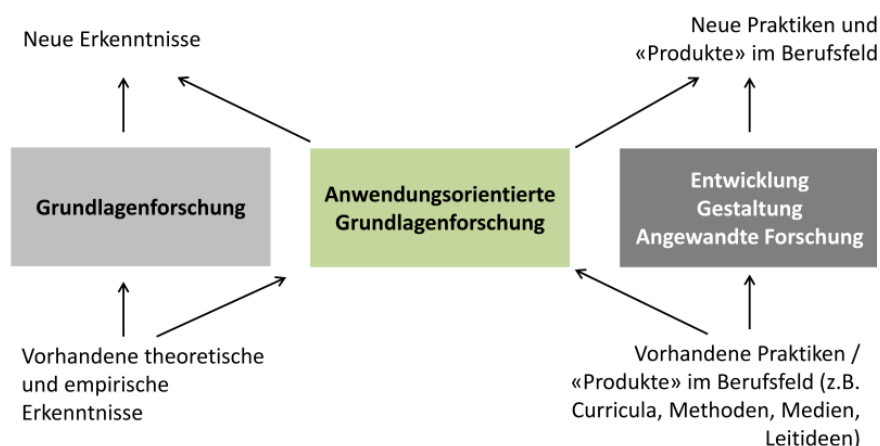 Neue Erkenntnisse
Neue Praktiken und
«Produkte» im Berufsfeld
Grundlagenforschung
Anwendungsorientierte
Grundlagenforschung
Entwicklung
Gestaltung
Angewandte Forschung
Vorhandene theoretische
und empirische
Erkenntnisse
Vorhandene Praktiken /
«Produkte» im Berufsfeld (z.B.
Curricula, Methoden, Medien,
Leitideen)